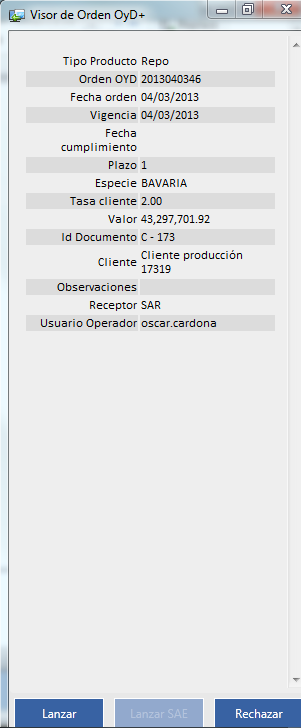 Visor de Orden OyD+
Tipo Producto Repo
Orden OYD 2013040346
Fecha orden 04/03/2013
Vigencia 04/03/2013
Fecha
cumplimiento
Plazo 1
Especie BAVARIA
Tasa cliente 2.00
Valor 43,297,701.92
Id Documento C - 173
Cliente Cliente producción
17319
Observaciones
Receptor SAR
Usuario Operador oscar.cardona
Lanzar Lanzar SAE Rechazar